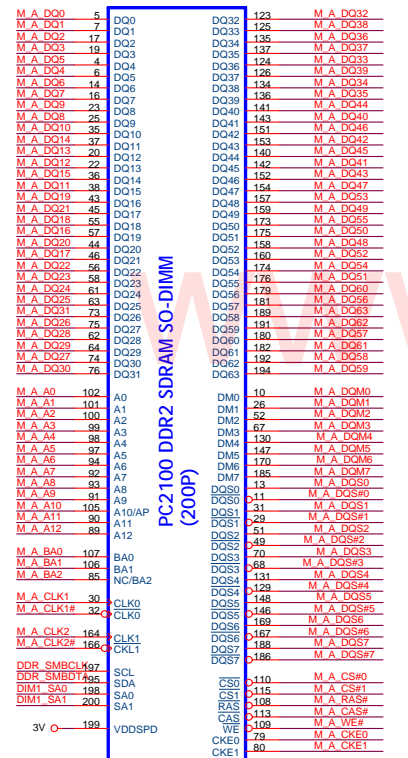 M_A_DQ0 5 DQ0 DQ32 123 M_A_DQ32
M_A_DQ1 7 DQ1 DQ33 125 M_A_DQ38
M_A_DQ2 17 DQ2 DQ34 135 M_A_DQ36
M_A_DQ3 19 DQ3 DQ35 137 M_A_DQ37
M_A_DQ5 4 DQ4 DQ36 124 M_A_DQ33
M_A_DQ4 6 DQ5 DQ37 126 M_A_DQ39
M_A_DQ6 14 DQ6 DQ38 134 M_A_DQ34
M_A_DQ7 16 DQ7 DQ39 136 M_A_DQ35
M_A_DQ9 23 DQ8 DQ40 141 M_A_DQ44
M_A_DQ8 25 DQ9 DQ41 143 M_A_DQ40
M_A_DQ10 35 DQ10 DQ42 151 M_A_DQ46
M_A_DQ14 37 DQ11 DQ43 153 M_A_DQ42
M_A_DQ13 20 DQ12 DQ44 140 M_A_DQ45
M_A_DQ12 22 DQ13 DQ45 142 M_A_DQ41
M_A_DQ15 36 DQ14 DQ46 152 M_A_DQ43
M_A_DQ11 38 DQ15 DQ47 154 M_A_DQ47
M_A_DQ19 43 DQ16 DQ48 157 M_A_DQ53
M_A_DQ21 45 DQ17 DQ49 159 M_A_DQ49
M_A_DQ18 55 DQ18 DQ50 173 M_A_DQ55
M_A_DQ16 57 DQ19 DQ51 175 M_A_DQ50
M_A_DQ20 44 DQ20 DQ52 158 M_A_DQ48
M_A_DQ17 46 DQ21 DQ53 160 M_A_DQ52
M_A_DQ22 56 DQ22 DQ54 174 M_A_DQ54
M_A_DQ23 58 DQ23 DQ55 176 M_A_DQ51
M_A_DQ24 61 DQ24 DQ56 179 M_A_DQ60
M_A_DQ25 63 DQ25 DQ57 181 M_A_DQ56
M_A_DQ31 73 DQ26 DQ58 189 M_A_DQ63
M_A_DQ26 75 DQ27 DQ59 191 M_A_DQ62
M_A_DQ28 62 DQ28 DQ60 180 M_A_DQ57
M_A_DQ29 64 DQ29 DQ61 182 M_A_DQ61
M_A_DQ27 74 DQ30 DQ62 192 M_A_DQ58
M_A_DQ30 76 DQ31 DQ63 194 M_A_DQ59
PC2100 DDR2 SDRAM SO-DIMM
(200P)
M_A_A0 102 A0 DM0 10 M_A_DQM0
M_A_A1 101 A1 DM1 26 M_A_DQM1
M_A_A2 100 A2 DM2 52 M_A_DQM2
M_A_A3 99 A3 DM3 67 M_A_DQM3
M_A_A4 98 A4 DM4 130 M_A_DQM4
M_A_A5 97 A5 DM5 147 M_A_DQM5
M_A_A6 94 A6 DM6 170 M_A_DQM6
M_A_A7 92 A7 DM7 185 M_A_DQM7
M_A_A8 93 A8 DQS0 13 M_A_DQS0
M_A_A9 91 A9 DQS0 11 M_A_DQS#0
M_A_A10 105 A10/AP DQS1 31 M_A_DQS1
M_A_A11 90 A11 DQS1 29 M_A_DQS#1
M_A_A12 89 A12 DQS2 51 M_A_DQS2
DQS2 49 M_A_DQS#2
M_A_BA0 107 BA0 DQS3 70 M_A_DQS3
M_A_BA1 106 BA1 DQS3 68 M_A_DQS#3
M_A_BA2 85 NC/BA2 DQS4 131 M_A_DQS4
DQS4 129 M_A_DQS#4
M_A_CLK1 30 CLK0 DQS5 148 M_A_DQS5
M_A_CLK1# 32 CLK0 DQS5 146 M_A_DQS#5
DQS6 169 M_A_DQS6
M_A_CLK2 164 CLK1 DQS6 167 M_A_DQS#6
M_A_CLK2# 166 CKL1 DQS7 188 M_A_DQS7
DQS7 186 M_A_DQS#7
DDR_SMBCLK 197 SCL
DDR_SMBDTA 195 SDA CS0 110 M_A_CS#0
DIM1_SA0 198 SA0 CS1 115 M_A_CS#1
DIM1_SA1 200 SA1 RAS 108 M_A_RAS#
CAS 113 M_A_CAS#
3V 199 VDDSPD WE 109 M_A_WE#
CKE0 79 M_A_CKE0
CKE1 80 M_A_CKE1